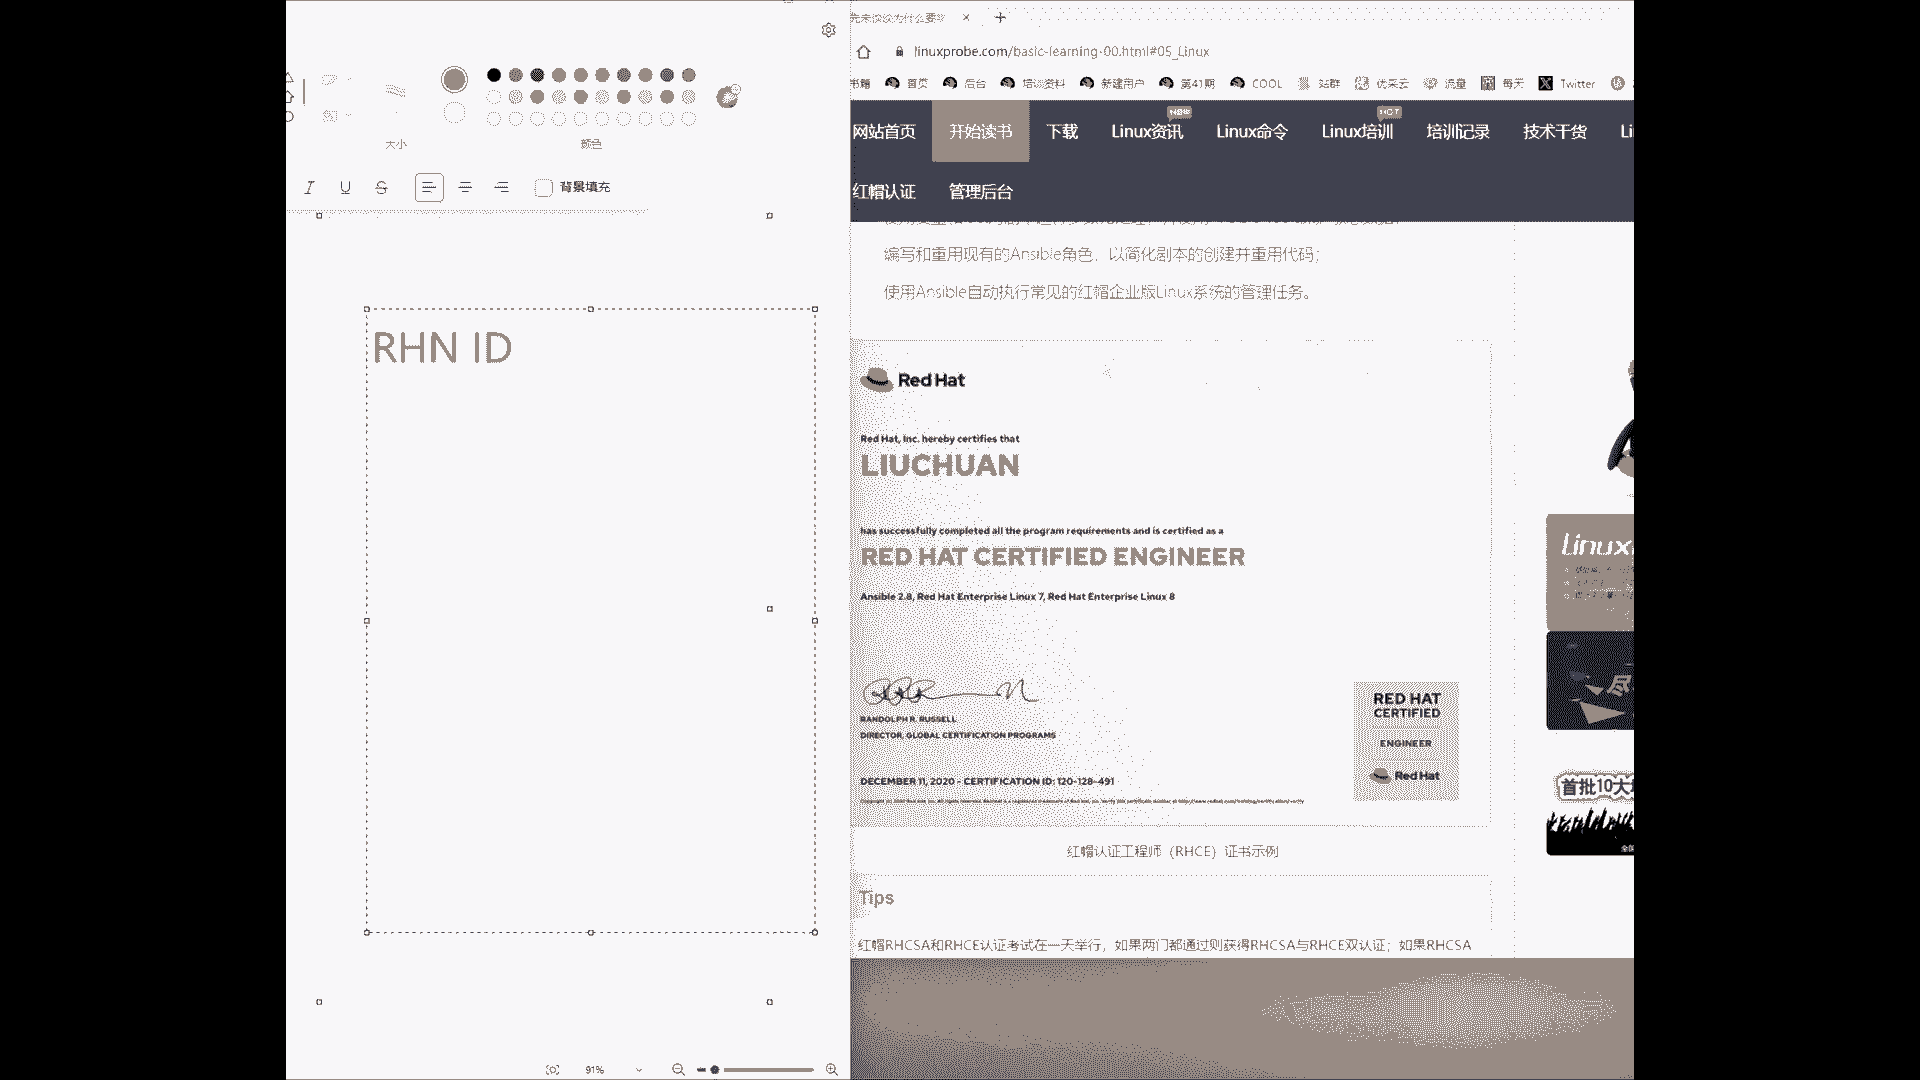 大小
颜色
背景填充
RHN ID
91%
linuxprobe.com/basic-learning-00.html#05_Linux
首页
后台
培训资料
新建用户
第41期
COOL
站群
优采云
流量
每天
Twitter
网站首页
开始读书
下载
Linux资讯
NEW
Linux命令
Linux培训
HOT
培训记录
技术干货
红帽认证
管理后台
编写和重用现有的Ansible角色，以简化剧本的创建并重用代码；
使用Ansible自动执行常见的红帽企业版Linux系统的管理任务。
Red Hat
Red Hat, Inc. hereby certifies that
LIUCHUAN
has successfully completed all the program requirements and is certified as a
RED HAT CERTIFIED ENGINEER
Ansible 2.8, Red Hat Enterprise Linux 7, Red Hat Enterprise Linux 8
RANDOLPH R. RUSSELL
DIRECTOR, GLOBAL CERTIFICATION PROGRAMS
DECEMBER 11, 2020 - CERTIFICATION ID: 120-128-491
RED HAT
CERTIFIED
ENGINEER
Red Hat
红帽认证工程师（RHCE）证书示例
Tips
红帽RHCSA和RHCE认证考试在一天举行，如果两门都通过则获得RHCSA与RHCE双认证；如果RHCSA
Linux
首批10大